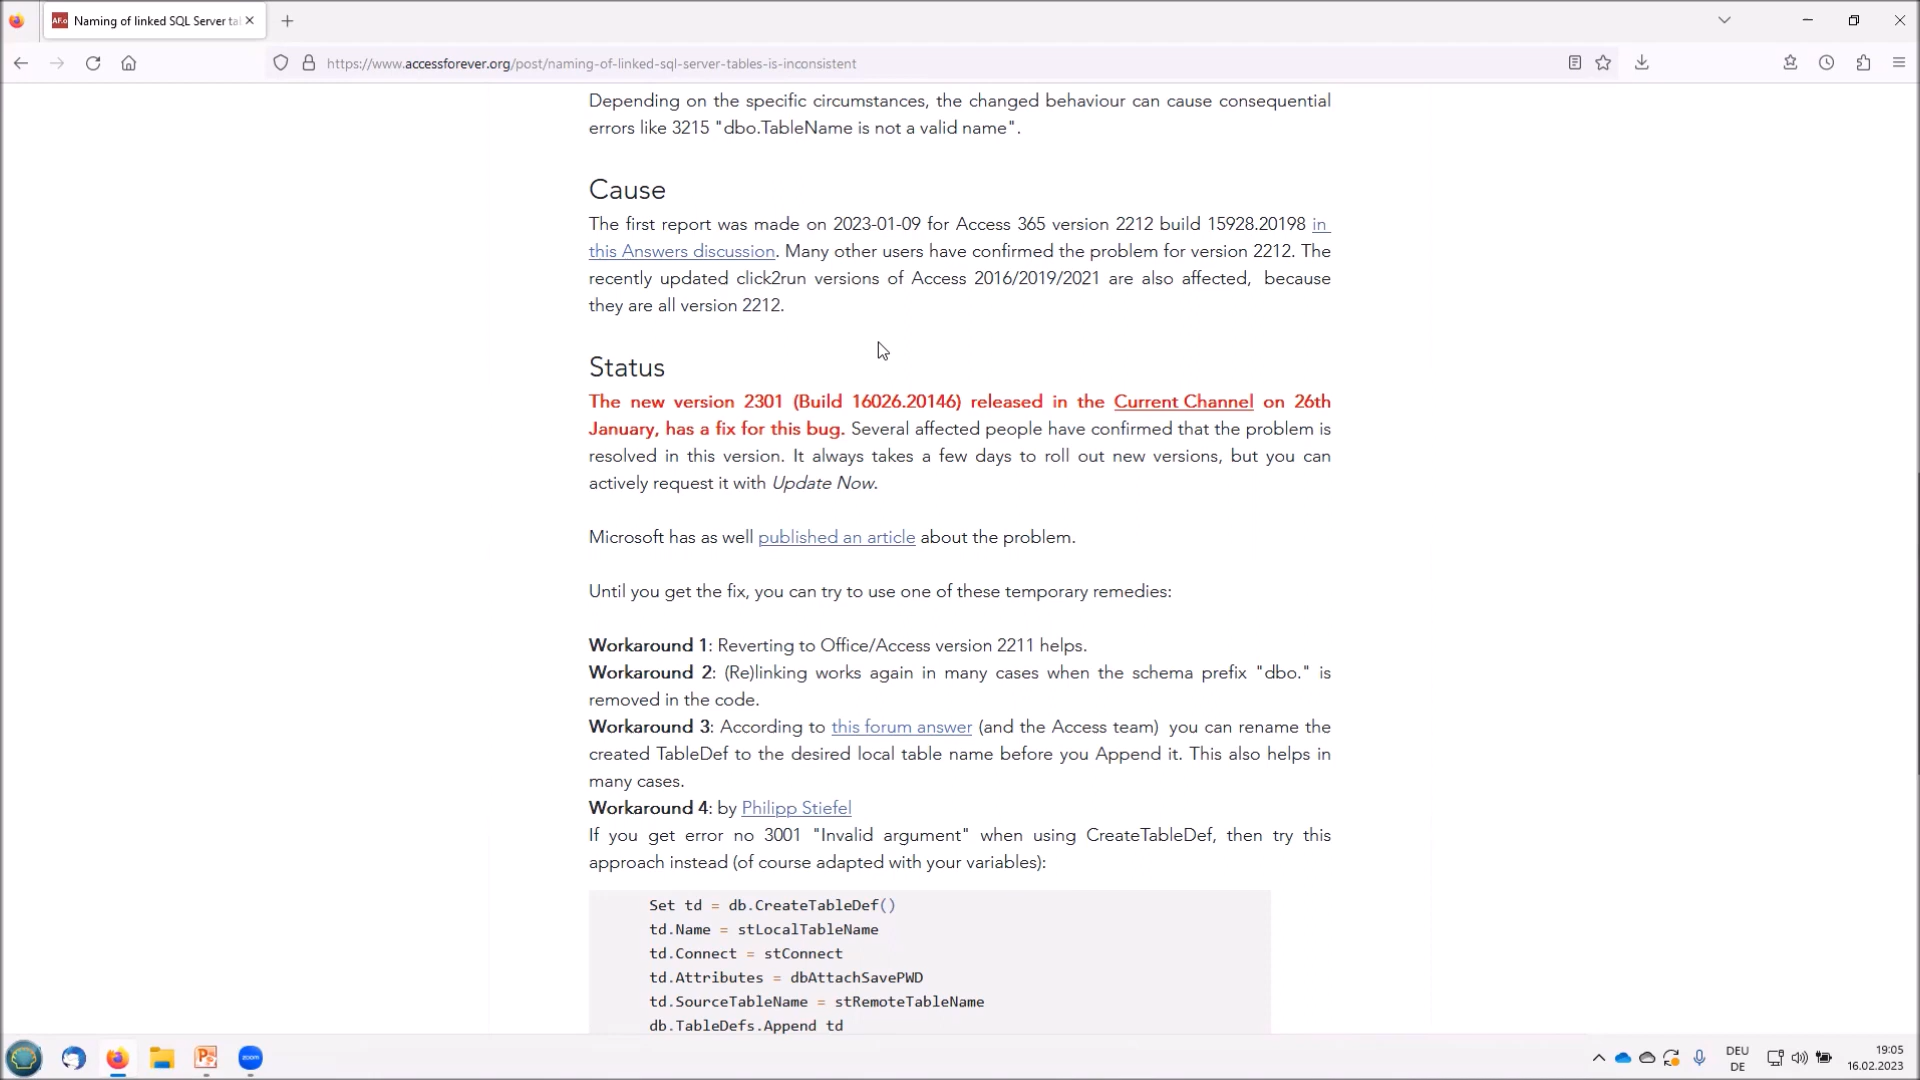 AF.o Naming of linked SQL Server ta
https://www.accessforever.org/post/naming-of-linked-sql-server-tables-is-inconsistent
Depending on the specific circumstances, the changed behaviour can cause consequential
errors like 3215 "dbo.TableName is not a valid name".
Cause
The first report was made on 2023-01-09 for Access 365 version 2212 build 15928.20198 in
this Answers discussion. Many other users have confirmed the problem for version 2212. The
recently updated click2run versions of Access 2016/2019/2021 are also affected, because
they are all version 2212.
Status
The new version 2301 (Build 16026.20146) released in the Current Channel on 26th
January, has a fix for this bug. Several affected people have confirmed that the problem is
resolved in this version. It always takes a few days to roll out new versions, but you can
actively request it with Update Now.
Microsoft has as well published an article about the problem.
Until you get the fix, you can try to use one of these temporary remedies:
Workaround 1: Reverting to Office/Access version 2211 helps.
Workaround 2: (Re)linking works again in many cases when the schema prefix "dbo." is
removed in the code.
Workaround 3: According to this forum answer (and the Access team) you can rename the
created TableDef to the desired local table name before you Append it. This also helps in
many cases.
Workaround 4: by Philipp Stiefel
If you get error no 3001 "Invalid argument" when using CreateTableDef, then try this
approach instead (of course adapted with your variables):
Set td = db.CreateTableDef()
td.Name = stLocalTableName
td.Connect = stConnect
td.Attributes = dbAttachSavePWD
td.SourceTableName = stRemoteTableName
db.TableDefs.Append td
zoom
DEU
DE
19:05
16.02.2023